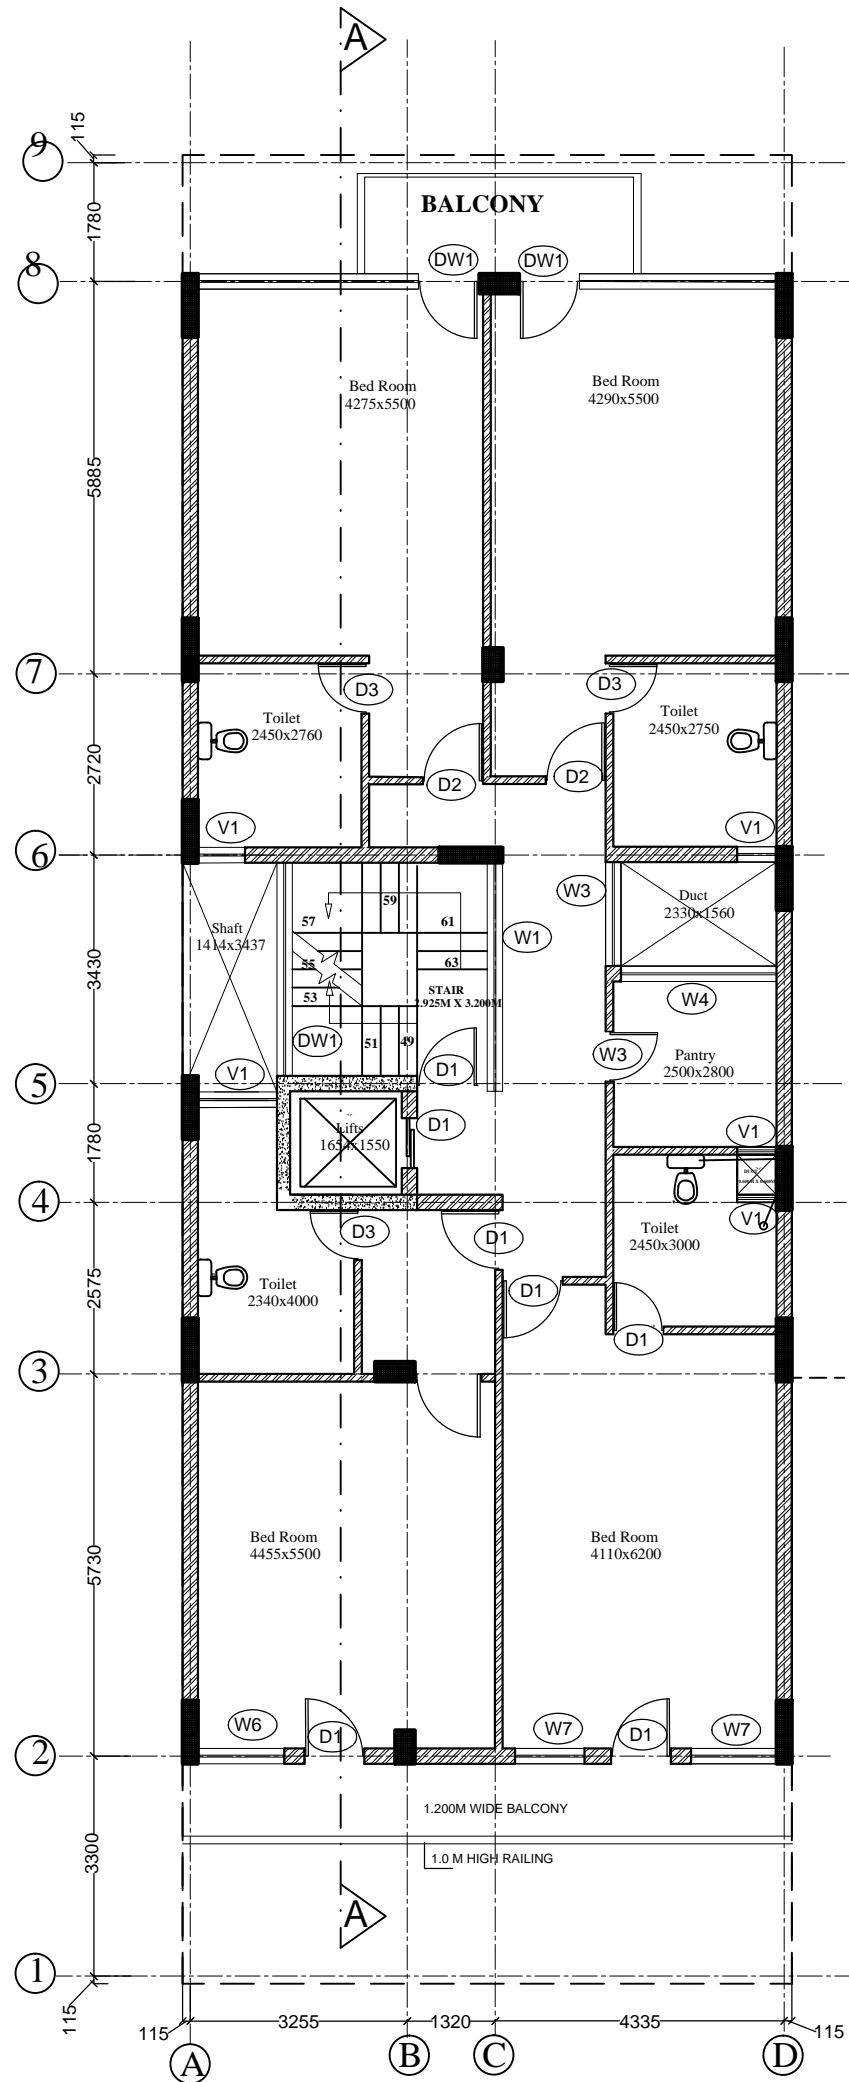 A
115
9
1780
BALCONY
8
DW1 DW1
Bed Room
4275x5500
Bed Room
4290x5500
5885
7
D3 D3
Toilet
2450x2760
Toilet
2450x2750
2720
D2 D2
V1 V1
6
59
W3
Duct
2330x1560
Shaft
1414x3437
57 61
W1
3430
55 63
STAIR
2.925M X 3.200M
53
W4
DW1 51 49
W3
Pantry
2500x2800
V1 D1
5
Lifts
1654x1550
D1
V1
1780
4
V1
D3 D1
Toilet
2450x3000
2575
Toilet
2340x4000
D1
D1
3
Bed Room
4455x5500
Bed Room
4110x6200
5730
W6 D1 W7 D1 W7
2
1.200M WIDE BALCONY
1.0 M HIGH RAILING
3300
A
1
115
115 3255 1320 4335 115
A B C D